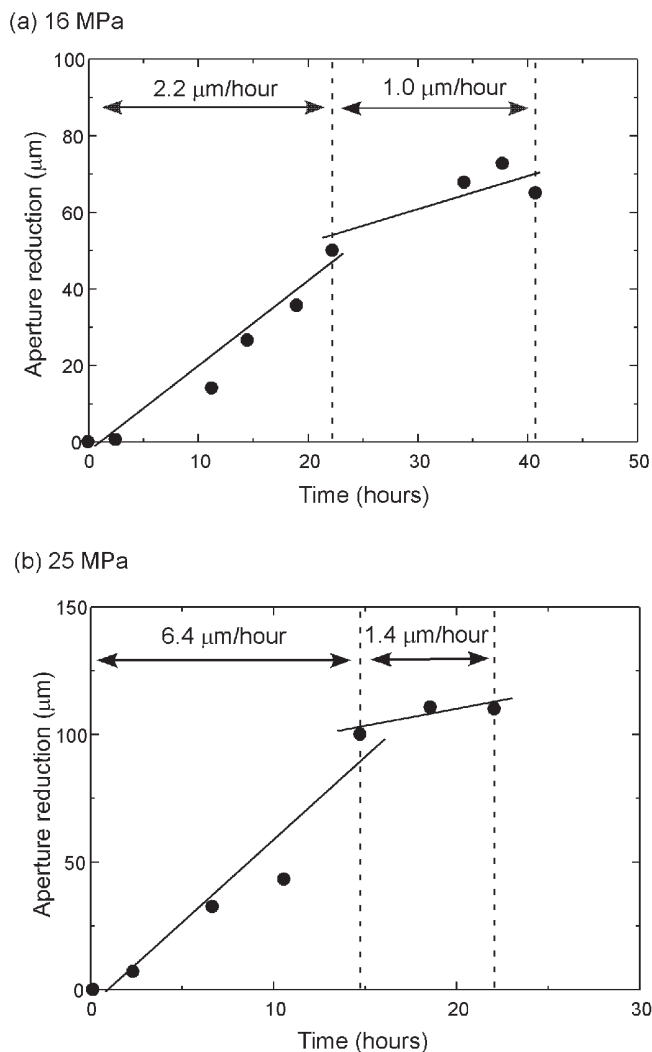 (a) 16 MPa
100
80
60
40
20
0
2.2 μm/hour
1.0 μm/hour
Aperture reduction (μm)
0 10 20 30 40 50
Time (hours)
(b) 25 MPa
150
100
50
0
6.4 μm/hour
1.4 μm/hour
Aperture reduction (μm)
0 10 20 30
Time (hours)